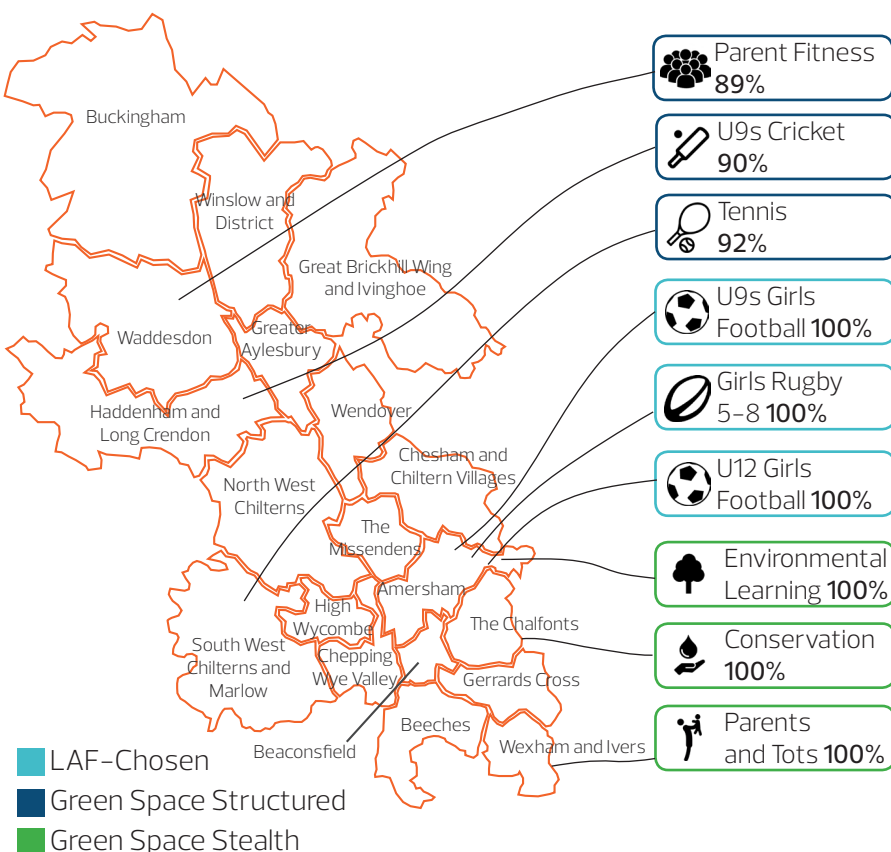 Buckingham
Winslow and
District
Great Brickhill Wing
and Ivinghoe
Waddesdon
Greater
Aylesbury
Haddenham and
Long Crendon
Wendover
Chesham and
Chiltern Villages
North West
Chilterns
The
Missendens
Amersham
High
Wycombe
The Chalfonts
South West
Chilterns and
Marlow
Chepping
Wye Valley
Gerrards Cross
Beeches
Beaconsfield
Wexham and Ivers
Parent Fitness
89%
U9s Cricket
90%
Tennis
92%
U9s Girls
Football 100%
Girls Rugby
5-8 100%
U12 Girls
Football 100%
Environmental
Learning 100%
Conservation
100%
Parents
and Tots 100%
LAF-Chosen
Green Space Structured
Green Space Stealth